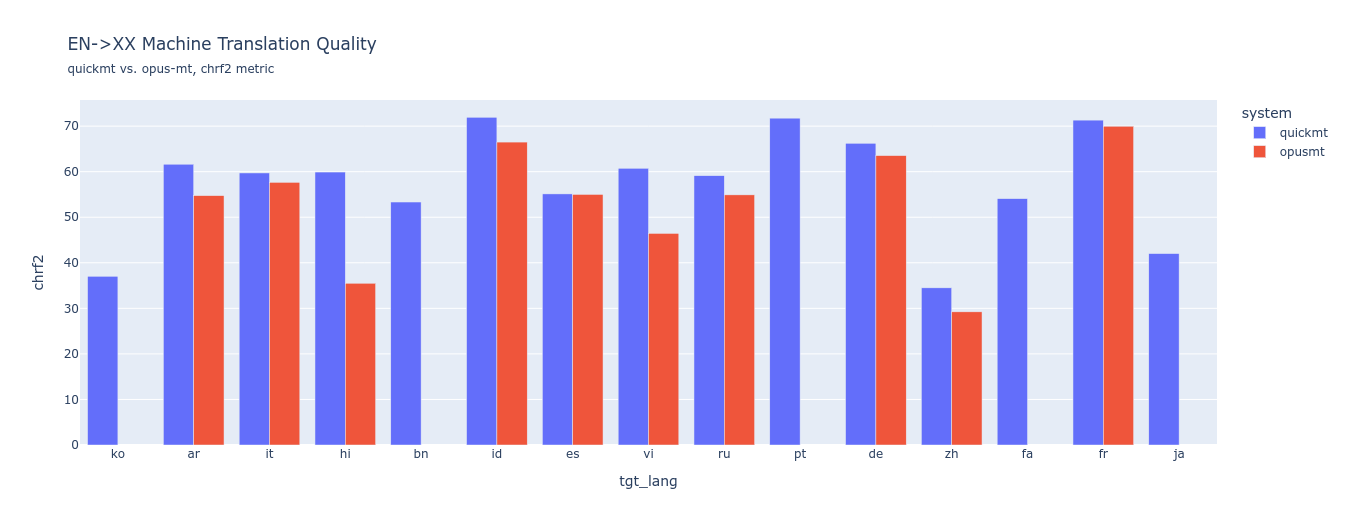 EN->XX Machine Translation Quality
quickmt vs. opus-mt, chrf2 metric
system
quickmt
opusmt
chrf2
70
60
50
40
30
20
10
0
ko ar it hi bn id es vi ru pt de zh fa fr ja
tgt_lang